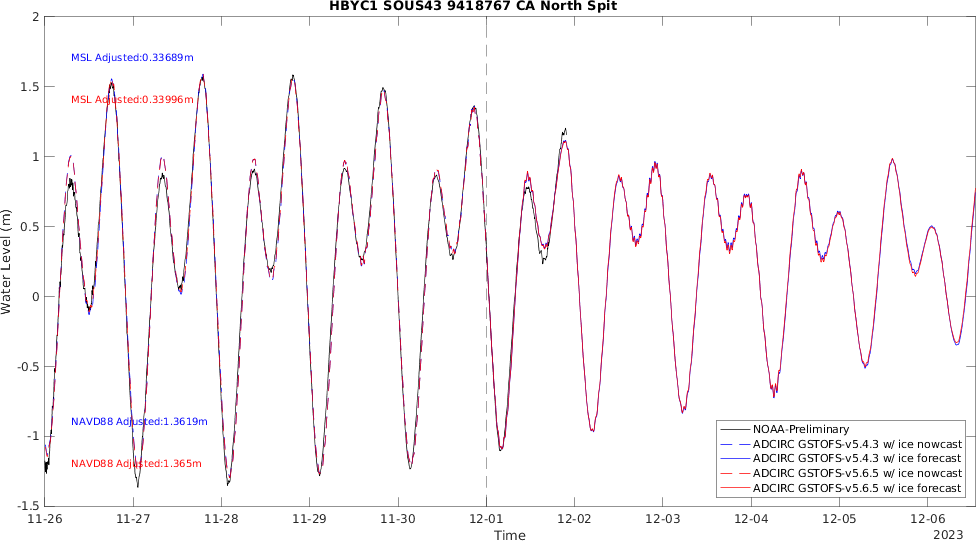 HBYC1 SOUS43 9418767 CA North Spit
MSL Adjusted:0.33689m
MSL Adjusted:0.33996m
NAVD88 Adjusted:1.3619m
NAVD88 Adjusted:1.365m
Water Level (m)
2
1.5
1
0.5
0
-0.5
-1
-1.5
NOAA-Preliminary
ADCIRC GSTOFS-v5.4.3 w/ ice nowcast
ADCIRC GSTOFS-v5.4.3 w/ ice forecast
ADCIRC GSTOFS-v5.6.5 w/ ice nowcast
ADCIRC GSTOFS-v5.6.5 w/ ice forecast
11-26 11-27 11-28 11-29 11-30 12-01 12-02 12-03 12-04 12-05 12-06
Time
2023